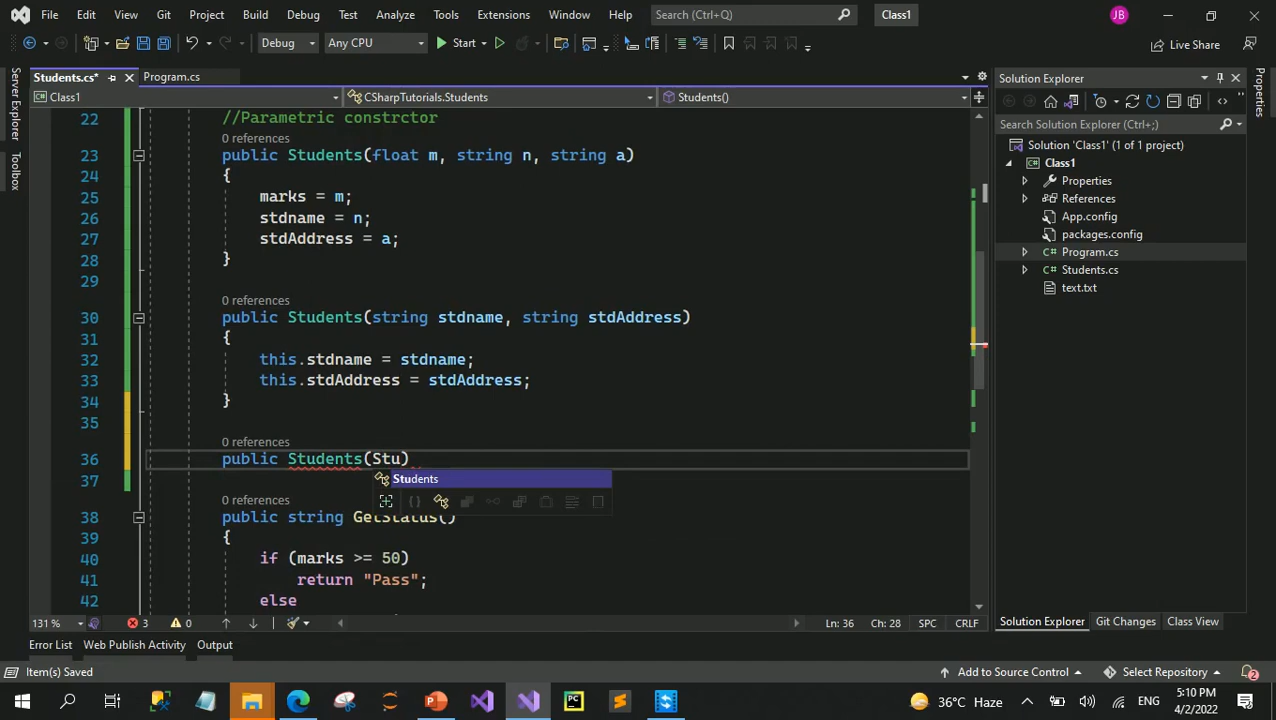 File Edit View Git Project Build Debug Test Analyze Tools Extensions Window Help Search (Ctrl+Q) Class1 JB
Debug Any CPU Start Live Share
Students.cs* Program.cs
Class1 CSharpTutorials.Students Students()
Server Explorer
Toolbox
22 //Parametric constrctor
0 references
23 public Students(float m, string n, string a)
24 {
25 marks = m;
26 stdname = n;
27 stdAddress = a;
28 }
29
0 references
30 public Students(string stdname, string stdAddress)
31 {
32 this.stdname = stdname;
33 this.stdAddress = stdAddress;
34 }
35
0 references
36 public Students(Stu)
Students
37
0 references
38 public string GetStatus()
39 {
40 if (marks >= 50)
41 return "Pass";
42 else
131 % 3 0 Ln: 36 Ch: 28 SPC CRLF
Solution Explorer
Search Solution Explorer (Ctrl+;)
Solution 'Class1' (1 of 1 project)
Class1
Properties
References
App.config
packages.config
C# Program.cs
C# Students.cs
text.txt
Solution Explorer Git Changes Class View
Properties
Error List Web Publish Activity Output
Item(s) Saved Add to Source Control Select Repository 2
PC 36°C Haze ENG 5:10 PM
4/2/2022